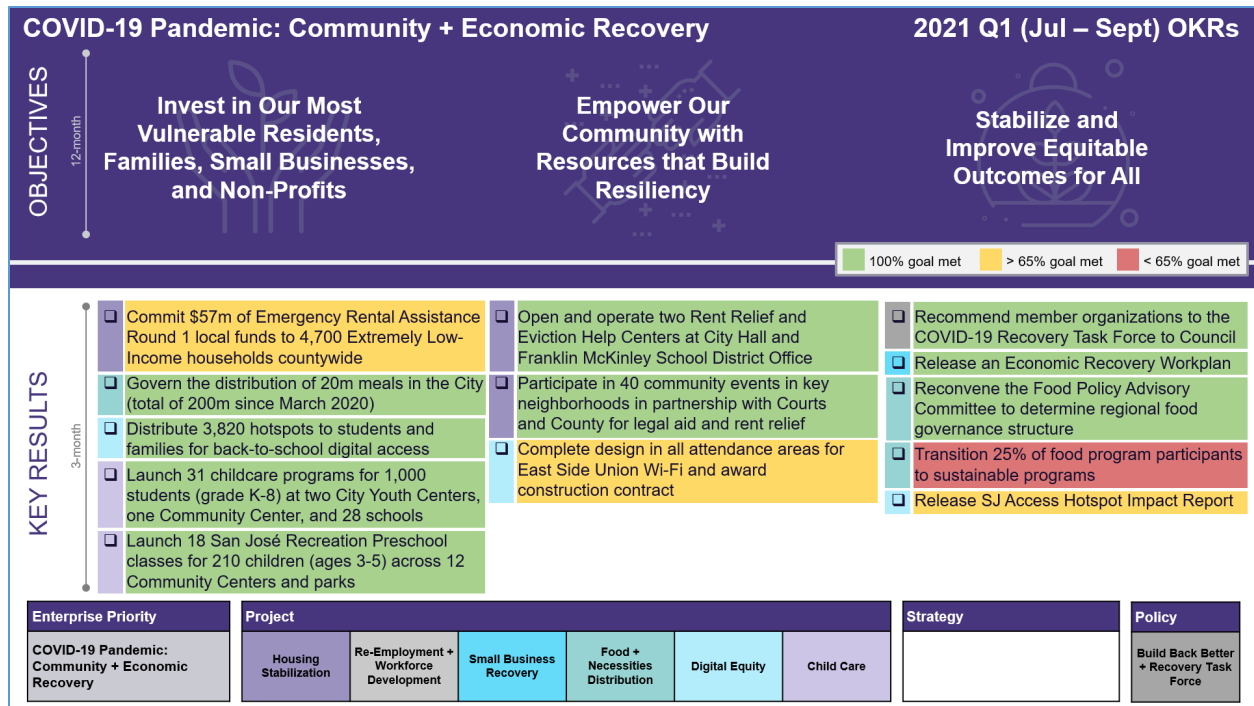 COVID-19 Pandemic: Community + Economic Recovery
2021 Q1 (Jul – Sept) OKRs
OBJECTIVES
12-month
Invest in Our Most
Vulnerable Residents,
Families, Small Businesses,
and Non-Profits
Empower Our
Community with
Resources that Build
Resiliency
Stabilize and
Improve Equitable
Outcomes for All
100% goal met
> 65% goal met
< 65% goal met
KEY RESULTS
3-month
Commit $57m of Emergency Rental Assistance
Round 1 local funds to 4,700 Extremely Low-
Income households countywide
Govern the distribution of 20m meals in the City
(total of 200m since March 2020)
Distribute 3,820 hotspots to students and
families for back-to-school digital access
Launch 31 childcare programs for 1,000
students (grade K-8) at two City Youth Centers,
one Community Center, and 28 schools
Launch 18 San José Recreation Preschool
classes for 210 children (ages 3-5) across 12
Community Centers and parks
Open and operate two Rent Relief and
Eviction Help Centers at City Hall and
Franklin McKinley School District Office
Participate in 40 community events in key
neighborhoods in partnership with Courts
and County for legal aid and rent relief
Complete design in all attendance areas for
East Side Union Wi-Fi and award
construction contract
Recommend member organizations to the
COVID-19 Recovery Task Force to Council
Release an Economic Recovery Workplan
Reconvene the Food Policy Advisory
Committee to determine regional food
governance structure
Transition 25% of food program participants
to sustainable programs
Release SJ Access Hotspot Impact Report
Enterprise Priority
COVID-19 Pandemic:
Community + Economic
Recovery
Project
Housing
Stabilization
Re-Employment +
Workforce
Development
Small Business
Recovery
Food +
Necessities
Distribution
Digital Equity
Child Care
Strategy
Policy
Build Back Better
+ Recovery Task
Force